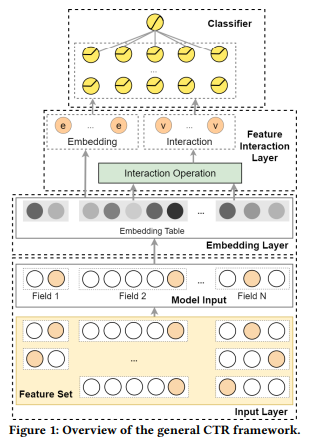 Classifier
...
e ... e v ... v
Embedding Interaction
Feature
Interaction
Layer
Interaction Operation
...
Embedding Table
Embedding Layer
...
Field 1 Field 2 Field N
Model Input
...
Feature Set
Input Layer
Figure 1: Overview of the general CTR framework.